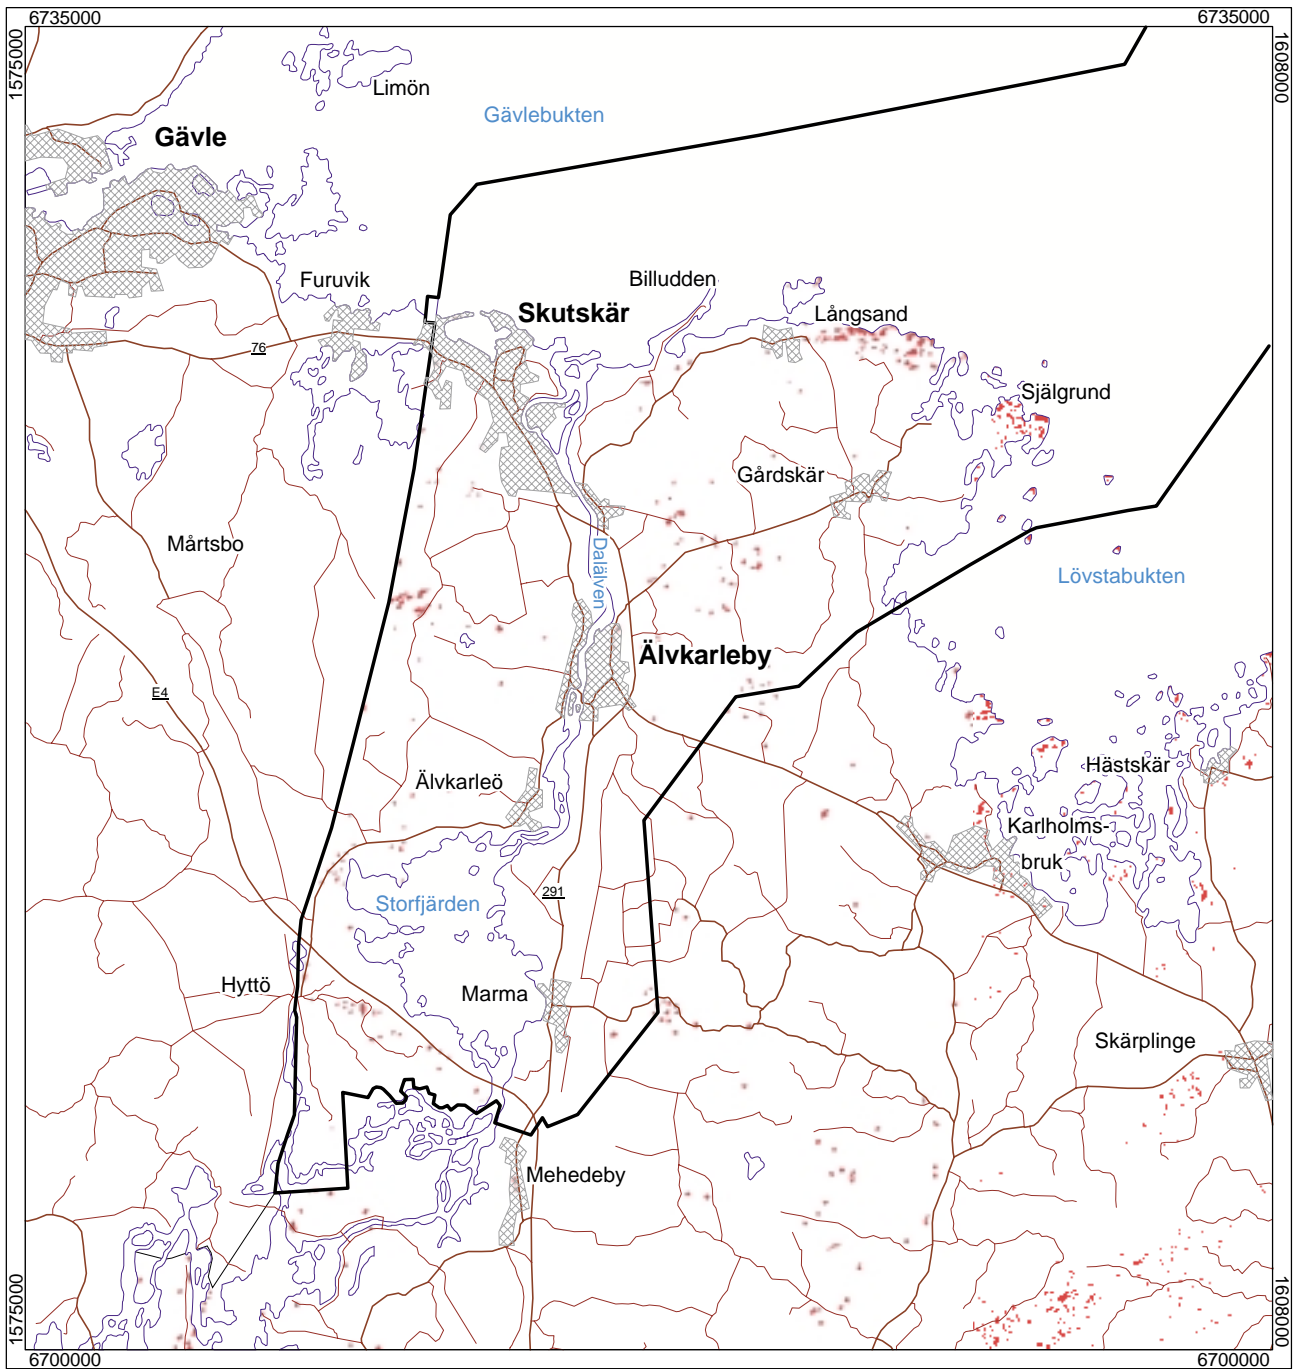 6735000
6735000
1575000
1608000
Limön
Gävlebukten
Gävle
Furuvik
Billudden
Skutskär
Långsand
76
Själgrund
Gårdskär
Mårtsbo
Dalälven
Lövstabukten
Älvkarleby
E4
Hästskär
Älvkarleö
Karlholms-
bruk
291
Storfjärden
Hyttö
Marma
Skärplinge
Mehedeby
1575000
1608000
6700000
6700000